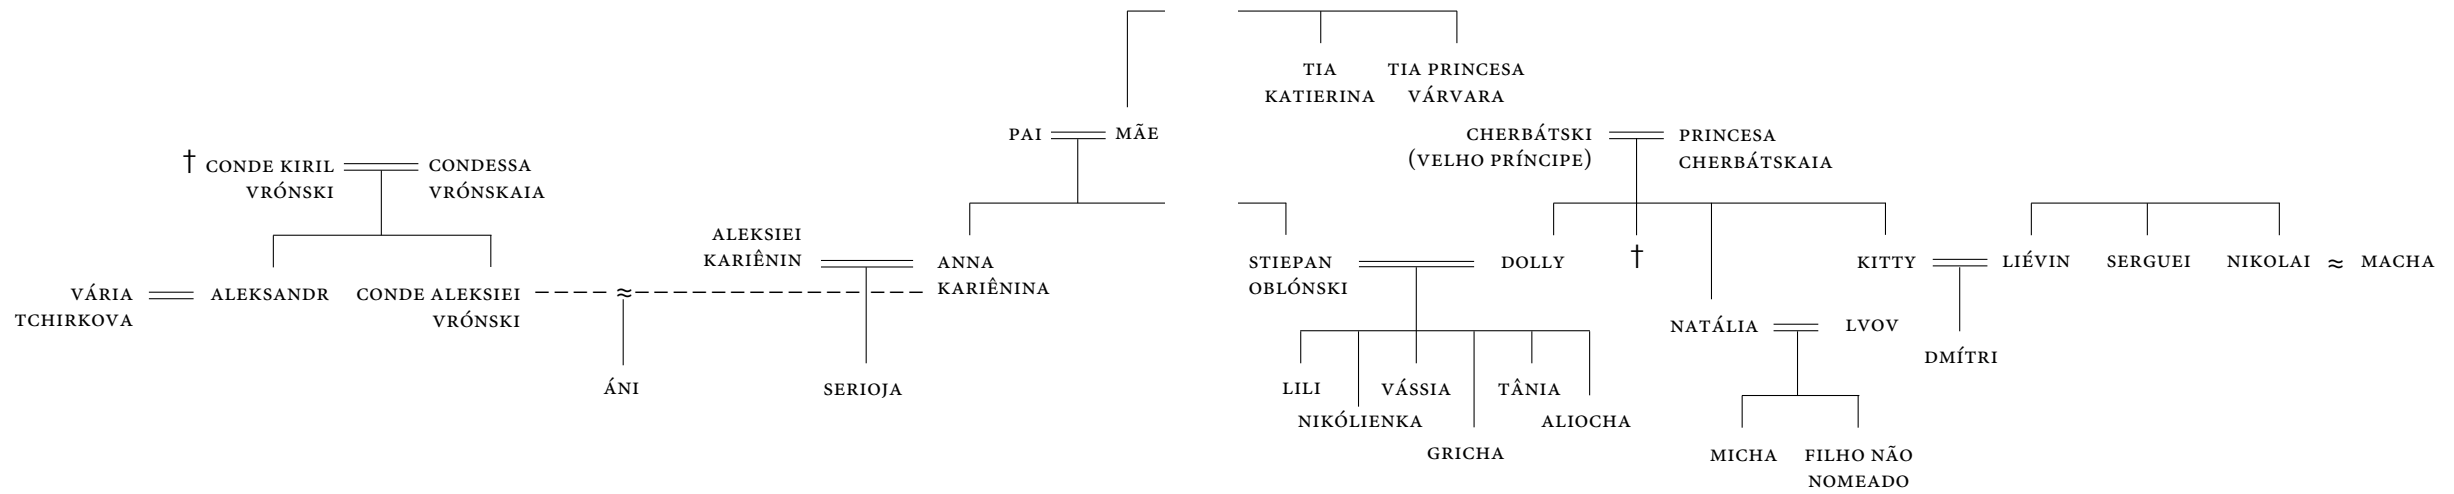 TIA
KATIERINA
TIA PRINCESA
VÁRVARA
PAI
MÃE
CHERBÁTSKI
(VELHO PRÍNCIPE)
PRINCESA
CHERBÁTSKAIA
† CONDE KIRIL
VRÓNSKI
CONDESSA
VRÓNSKAIA
ALEKSIEI
KARIÊNIN
ANNA
KARIÊNINA
STIEPAN
OBLÓNSKI
DOLLY
†
KITTY
LIÉVIN
SERGUEI
NIKOLAI ≈ MACHA
VÁRIA
TCHIRKOVA
ALEKSANDR
CONDE ALEKSIEI
VRÓNSKI
≈
NATÁLIA
LVOV
DMÍTRI
ÁNI
SERIOJA
LILI
VÁSSIA
TÂNIA
NIKÓLIENKA
ALIOCHA
GRICHA
MICHA
FILHO NÃO
NOMEADO